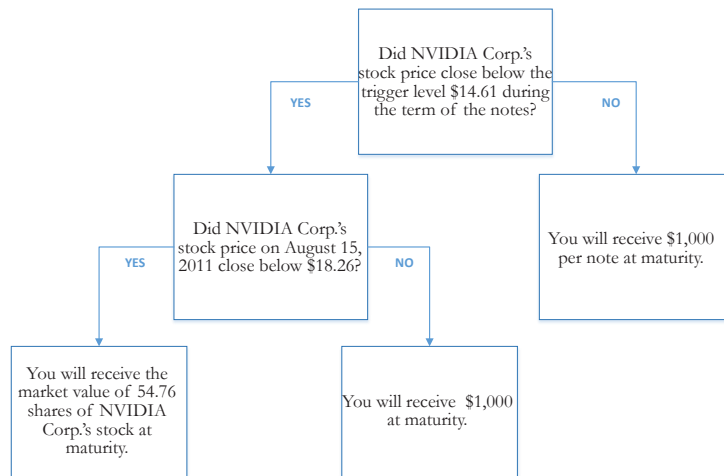 Did NVIDIA Corp.'s
stock price close below the
trigger level $14.61 during
the term of the notes?
YES
NO
Did NVIDIA Corp.'s
stock price on August 15,
2011 close below $18.26?
You will receive $1,000
per note at maturity.
YES
NO
You will receive the
market value of 54.76
shares of NVIDIA
Corp.'s stock at
maturity.
You will receive $1,000
at maturity.